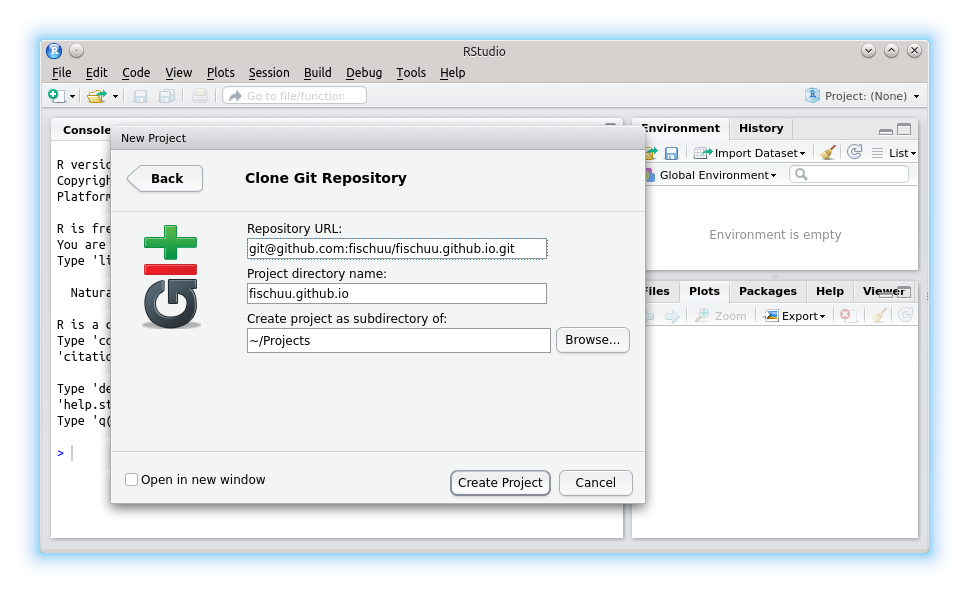 RStudio
File Edit Code View Plots Session Build Debug Tools Help
Go to file/function
Project: (None)
Console
Environment History
Import Dataset
List
Global Environment
Environment is empty
Files Plots Packages Help Viewer
Zoom
Export
R
Copyrigh
Platform
R is fre
You are
Type 'li
Natura
R is a c
Type 'co
'citatio
Type 'de
'help.st
Type 'q(
>
New Project
Back
Clone Git Repository
Repository URL:
git@github.com:fischuu/fischuu.github.io.git
Project directory name:
fischuu.github.io
Create project as subdirectory of:
~/Projects
Browse...
Open in new window
Create Project
Cancel